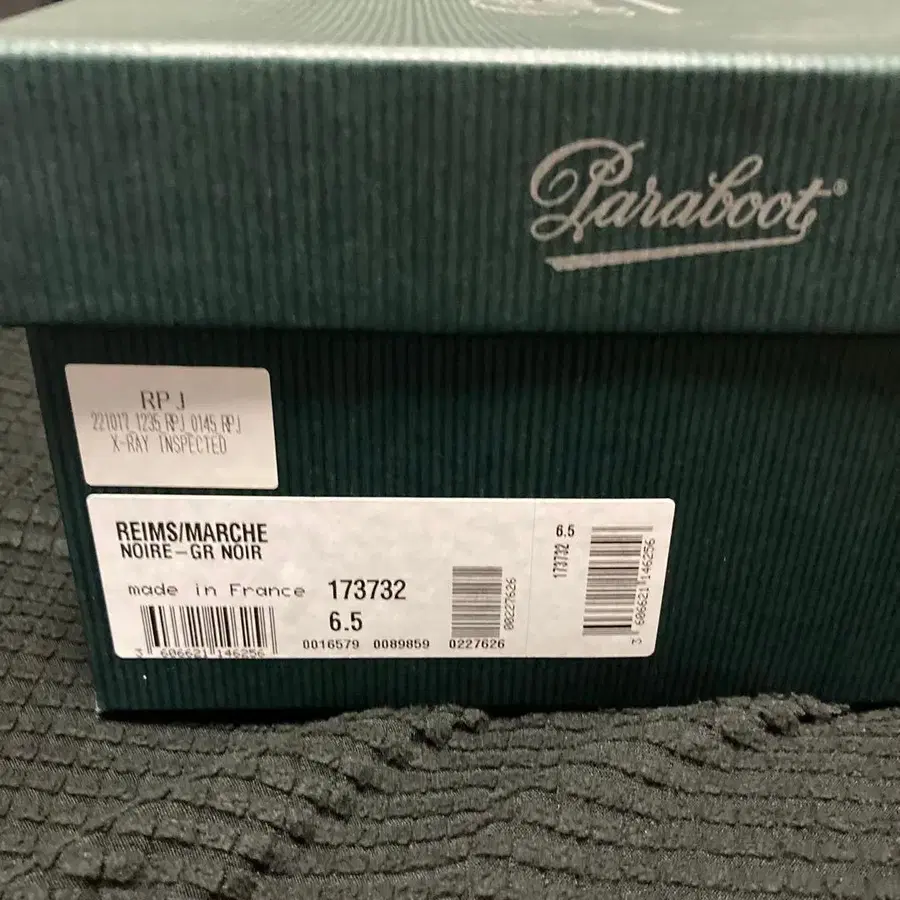 Paraboot®
RPJ
221017 1235 RPJ 0145 RPJ
X-RAY INSPECTED
REIMS/MARCHE
NOIRE-GR NOIR
made in France 173732
6.5
3 606621 146256
0016579 0089859 0227626
00227626
6.5
173732
3 606621 146256